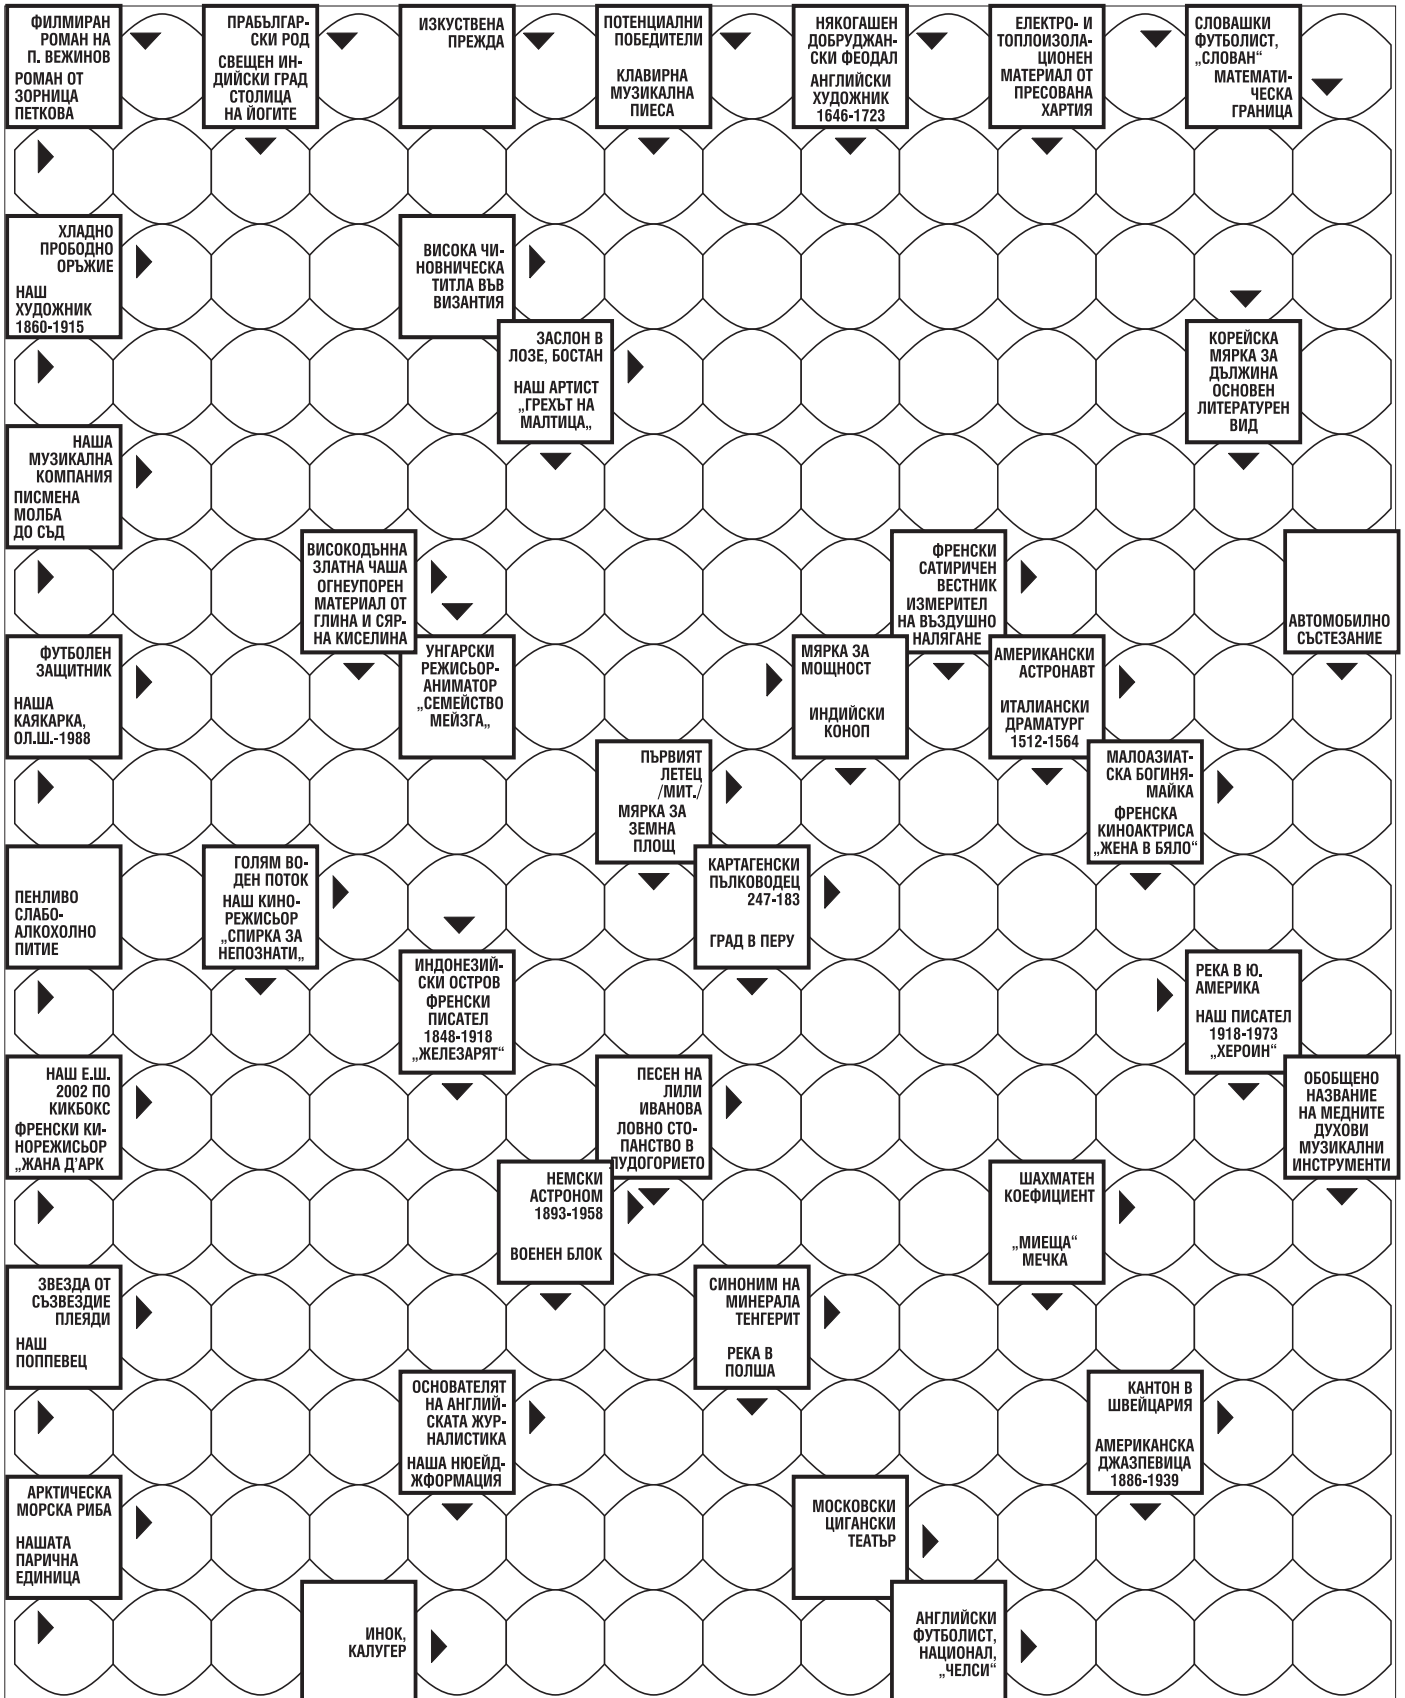 ФИЛМИРАН
РОМАН НА
П. ВЕЖИНОВ
РОМАН ОТ
ЗОРНИЦА
ПЕТКОВА
ПРАБЪЛГАР-
СКИ РОД
СВЕЩЕН ИН-
ДИЙСКИ ГРАД
СТОЛИЦА
НА ЙОГИТЕ
ИЗКУСТВЕНА
ПРЕЖДА
ПОТЕНЦИАЛНИ
ПОБЕДИТЕЛИ
КЛАВИРНА
МУЗИКАЛНА
ПИЕСА
НЯКОГАШЕН
ДОБРУДЖАН-
СКИ ФЕОДАЛ
АНГЛИЙСКИ
ХУДОЖНИК
1646-1723
ЕЛЕКТРО- И
ТОПЛОИЗОЛА-
ЦИОНЕН
МАТЕРИАЛ ОТ
ПРЕСОВАНА
ХАРТИЯ
СЛОВАШКИ
ФУТБОЛИСТ,
„СЛОВАН“
МАТЕМАТИ-
ЧЕСКА
ГРАНИЦА
ХЛАДНО
ПРОБОДНО
ОРЪЖИЕ
НАШ
ХУДОЖНИК
1860-1915
ВИСОКА ЧИ-
НОВНИЧЕСКА
ТИТЛА ВЪВ
ВИЗАНТИЯ
ЗАСЛОН В
ЛОЗЕ, БОСТАН
НАШ АРТИСТ
„ГРЕХЪТ НА
МАЛТИЦА„
КОРЕЙСКА
МЯРКА ЗА
ДЪЛЖИНА
ОСНОВЕН
ЛИТЕРАТУРЕН
ВИД
НАША
МУЗИКАЛНА
КОМПАНИЯ
ПИСМЕНА
МОЛБА
ДО СЪД
ВИСОКОДЪННА
ЗЛАТНА ЧАША
ОГНЕУПОРЕН
МАТЕРИАЛ ОТ
ГЛИНА И СЯР-
НА КИСЕЛИНА
ФРЕНСКИ
САТИРИЧЕН
ВЕСТНИК
ИЗМЕРИТЕЛ
НА ВЪЗДУШНО
НАЛЯГАНЕ
АВТОМОБИЛНО
СЪСТЕЗАНИЕ
ФУТБОЛЕН
ЗАЩИТНИК
НАША
КАЯКАРКА,
ОЛ.Ш.-1988
УНГАРСКИ
РЕЖИСЬОР-
АНИМАТОР
„СЕМЕЙСТВО
МЕЙЗГА„
МЯРКА ЗА
МОЩНОСТ
ИНДИЙСКИ
КОНОП
АМЕРИКАНСКИ
АСТРОНАВТ
ИТАЛИАНСКИ
ДРАМАТУРГ
1512-1564
ПЪРВИЯТ
ЛЕТЕЦ
/МИТ./
МЯРКА ЗА
ЗЕМНА
ПЛОЩ
МАЛОАЗИАТ-
СКА БОГИНЯ-
МАЙКА
ФРЕНСКА
КИНОАКТРИСА
„ЖЕНА В БЯЛО“
ПЕНЛИВО
СЛАБО-
АЛКОХОЛНО
ПИТИЕ
ГОЛЯМ ВО-
ДЕН ПОТОК
НАШ КИНО-
РЕЖИСЬОР
„СПИРКА ЗА
НЕПОЗНАТИ„
КАРТАГЕНСКИ
ПЪЛКОВОДЕЦ
247-183
ГРАД В ПЕРУ
ИНДОНЕЗИЙ-
СКИ ОСТРОВ
ФРЕНСКИ
ПИСАТЕЛ
1848-1918
„ЖЕЛЕЗАРЯТ“
РЕКА В Ю.
АМЕРИКА
НАШ ПИСАТЕЛ
1918-1973
„ХЕРОИН“
НАШ Е.Ш.
2002 ПО
КИКБОКС
ФРЕНСКИ КИ-
НОРЕЖИСЬОР
„ЖАНА Д’АРК
ПЕСЕН НА
ЛИЛИ
ИВАНОВА
ЛОВНО СТО-
ПАНСТВО В
ЛУДОГОРИЕТО
ОБОБЩЕНО
НАЗВАНИЕ
НА МЕДНИТЕ
ДУХОВИ
МУЗИКАЛНИ
ИНСТРУМЕНТИ
НЕМСКИ
АСТРОНОМ
1893-1958
ВОЕНЕН БЛОК
ШАХМАТЕН
КОЕФИЦИЕНТ
„МИЕЩА“
МЕЧКА
ЗВЕЗДА ОТ
СЪЗВЕЗДИЕ
ПЛЕЯДИ
НАШ
ПОППЕВЕЦ
СИНОНИМ НА
МИНЕРАЛА
ТЕНГЕРИТ
РЕКА В
ПОЛША
ОСНОВАТЕЛЯТ
НА АНГЛИЙ-
СКАТА ЖУР-
НАЛИСТИКА
НАША НЮЕЙД-
ЖФОРМАЦИЯ
КАНТОН В
ШВЕЙЦАРИЯ
АМЕРИКАНСКА
ДЖАЗПЕВИЦА
1886-1939
АРКТИЧЕСКА
МОРСКА РИБА
НАШАТА
ПАРИЧНА
ЕДИНИЦА
МОСКОВСКИ
ЦИГАНСКИ
ТЕАТЪР
ИНОК,
КАЛУГЕР
АНГЛИЙСКИ
ФУТБОЛИСТ,
НАЦИОНАЛ,
„ЧЕЛСИ“